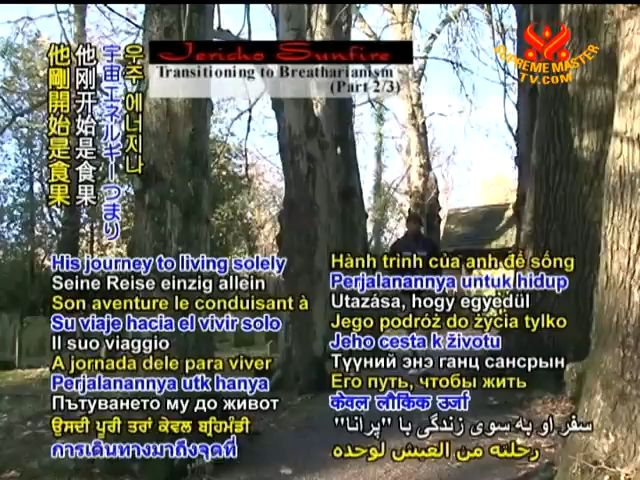 Jericho Sunfire
Transitioning to Breatharianism
(Part 2/3)
SUPREME MASTER
TV.COM
우주 에너지나
宇宙エネルギーつまり
他刚开始是食果
他剛開始是食果
His journey to living solely
Seine Reise einzig allein
Son aventure le conduisant à
Su viaje hacia el vivir solo
Il suo viaggio
A jornada dele para viver
Perjalanannya utk hanya
Пътуването му до живот
ਉਸਦੀ ਪੂਰੀ ਤਰਾਂ ਕੇਵਲ ਬ੍ਰਹਿਮੰਡੀ
การเดินทางมาถึงจุดที่
Hành trình của anh để sống
Perjalanannya untuk hidup
Utazása, hogy egyedül
Jego podróż do życia tylko
Jeho cesta k životu
Түүний энэ ганц сансрын
Его путь, чтобы жить
केवल लौकिक उर्जा
سفر او به سوی زندگی با "پرانا"
رحلته من العيش لوحده